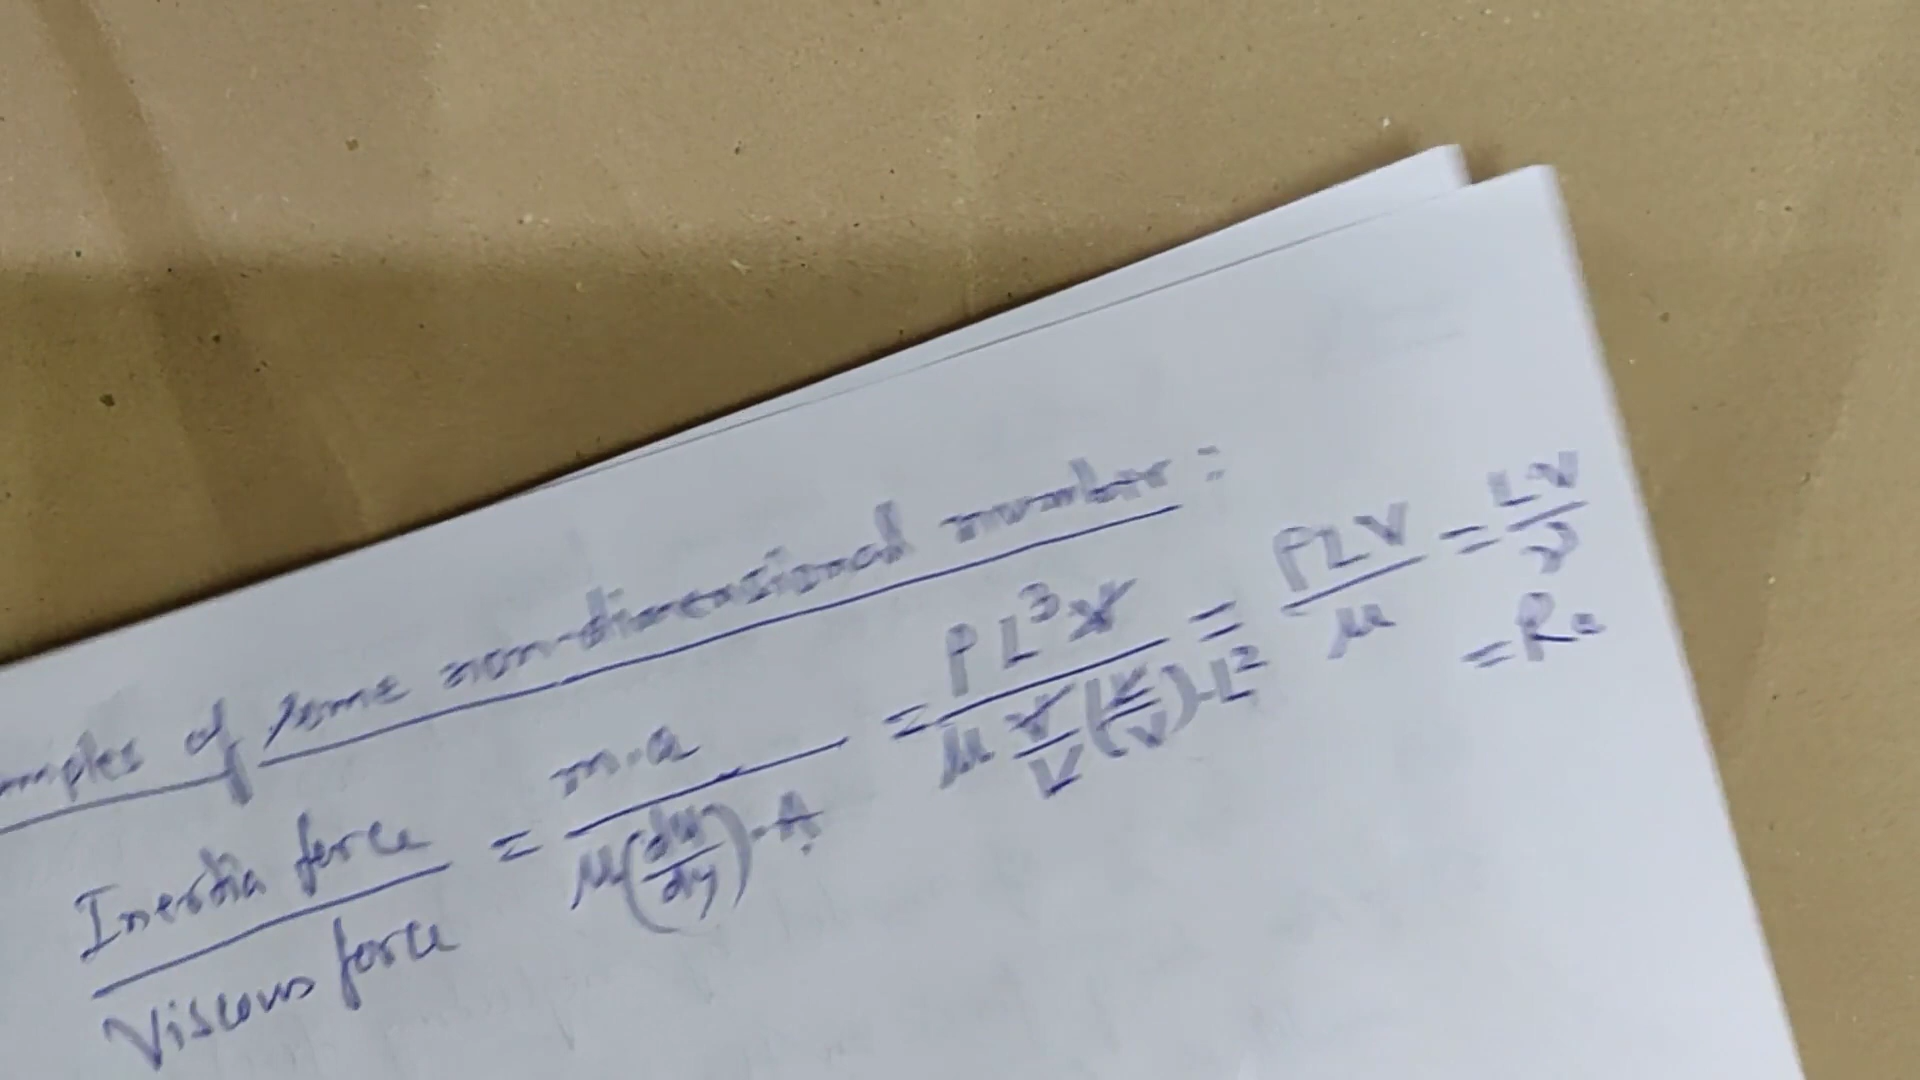 mples of some non-dimensional number :
Inertia force / Viscous force = m.a / μ(du/dy).A = ρL³V / μ V/L (L/V).L² = ρLV / μ = LV / ν
= Re